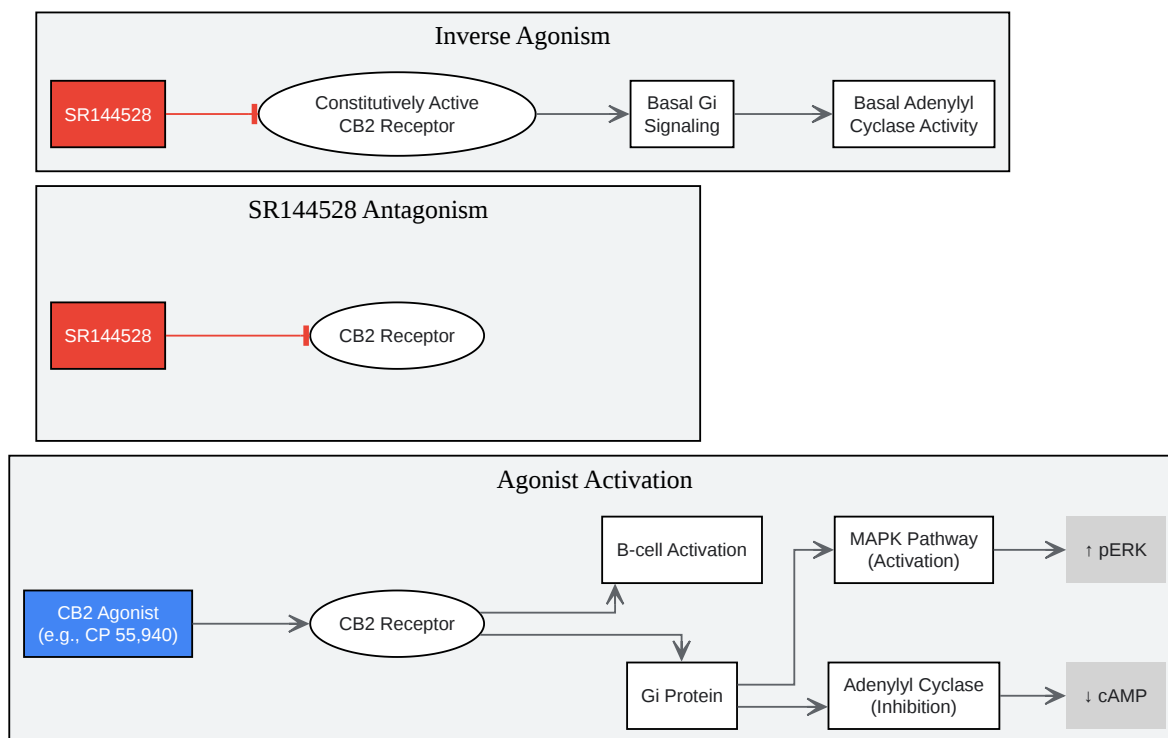 Inverse Agonism
SR144528
Constitutively Active
CB2 Receptor
Basal Gi
Signaling
Basal Adenylyl
Cyclase Activity
SR144528 Antagonism
SR144528
CB2 Receptor
Agonist Activation
CB2 Agonist
(e.g., CP 55,940)
CB2 Receptor
B-cell Activation
Gi Protein
MAPK Pathway
(Activation)
↑ pERK
Adenylyl Cyclase
(Inhibition)
↓ cAMP